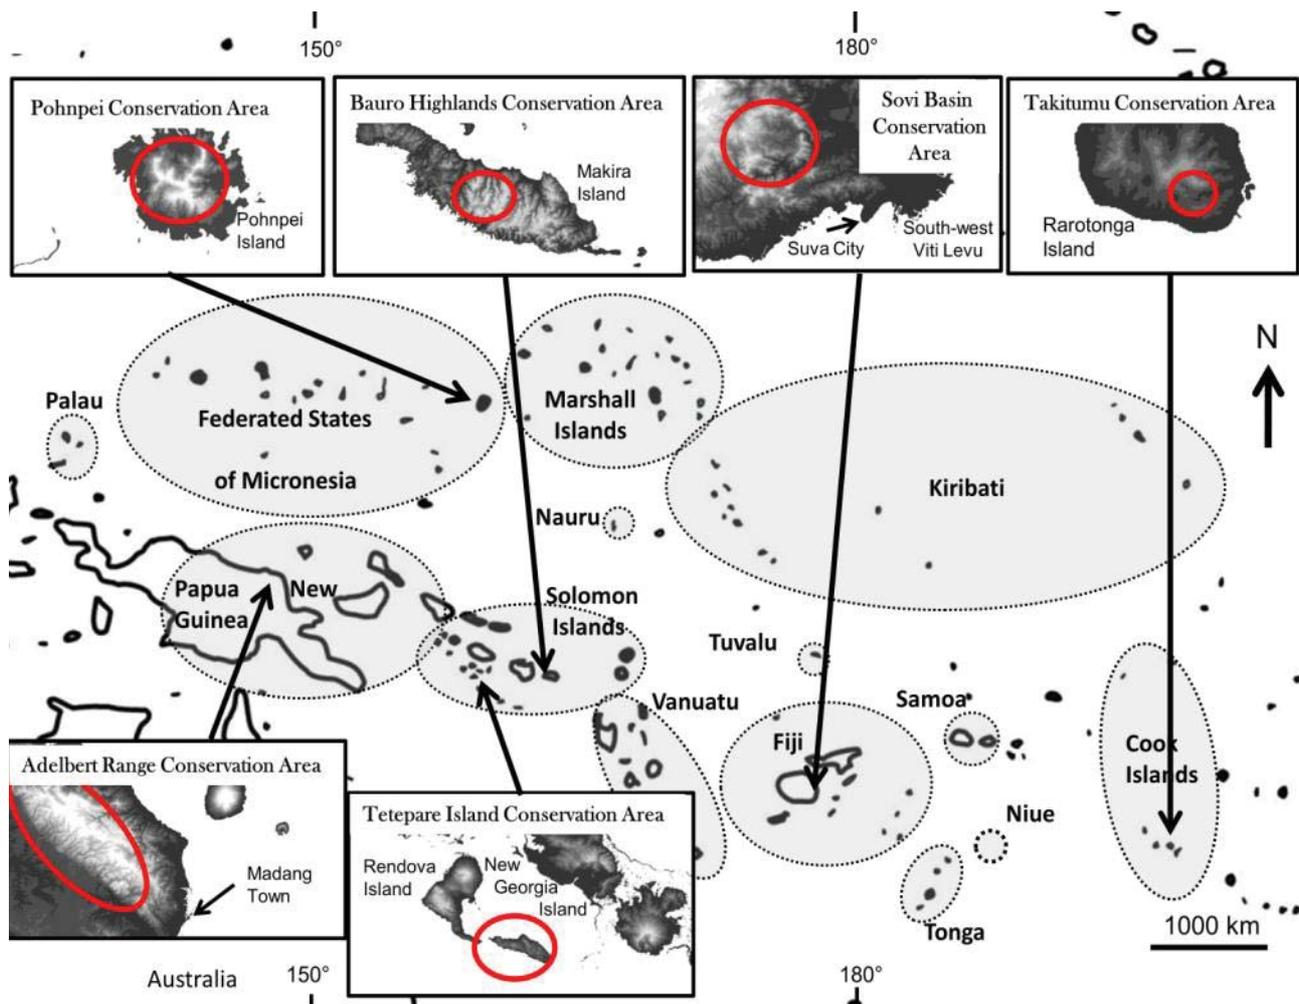 150°
180°
Pohnpei Conservation Area
Pohnpei
Island
Bauro Highlands Conservation Area
Makira
Island
Sovi Basin
Conservation
Area
Suva City
South-west
Viti Levu
Takitumu Conservation Area
Rarotonga
Island
N
Palau
Federated States
of Micronesia
Marshall
Islands
Kiribati
Nauru
Papua New
Guinea
Solomon
Islands
Tuvalu
Vanuatu
Samoa
Fiji
Cook
Islands
Niue
Tonga
Adelbert Range Conservation Area
Madang
Town
Tetepare Island Conservation Area
Rendova
Island
New
Georgia
Island
1000 km
Australia
150°
180°